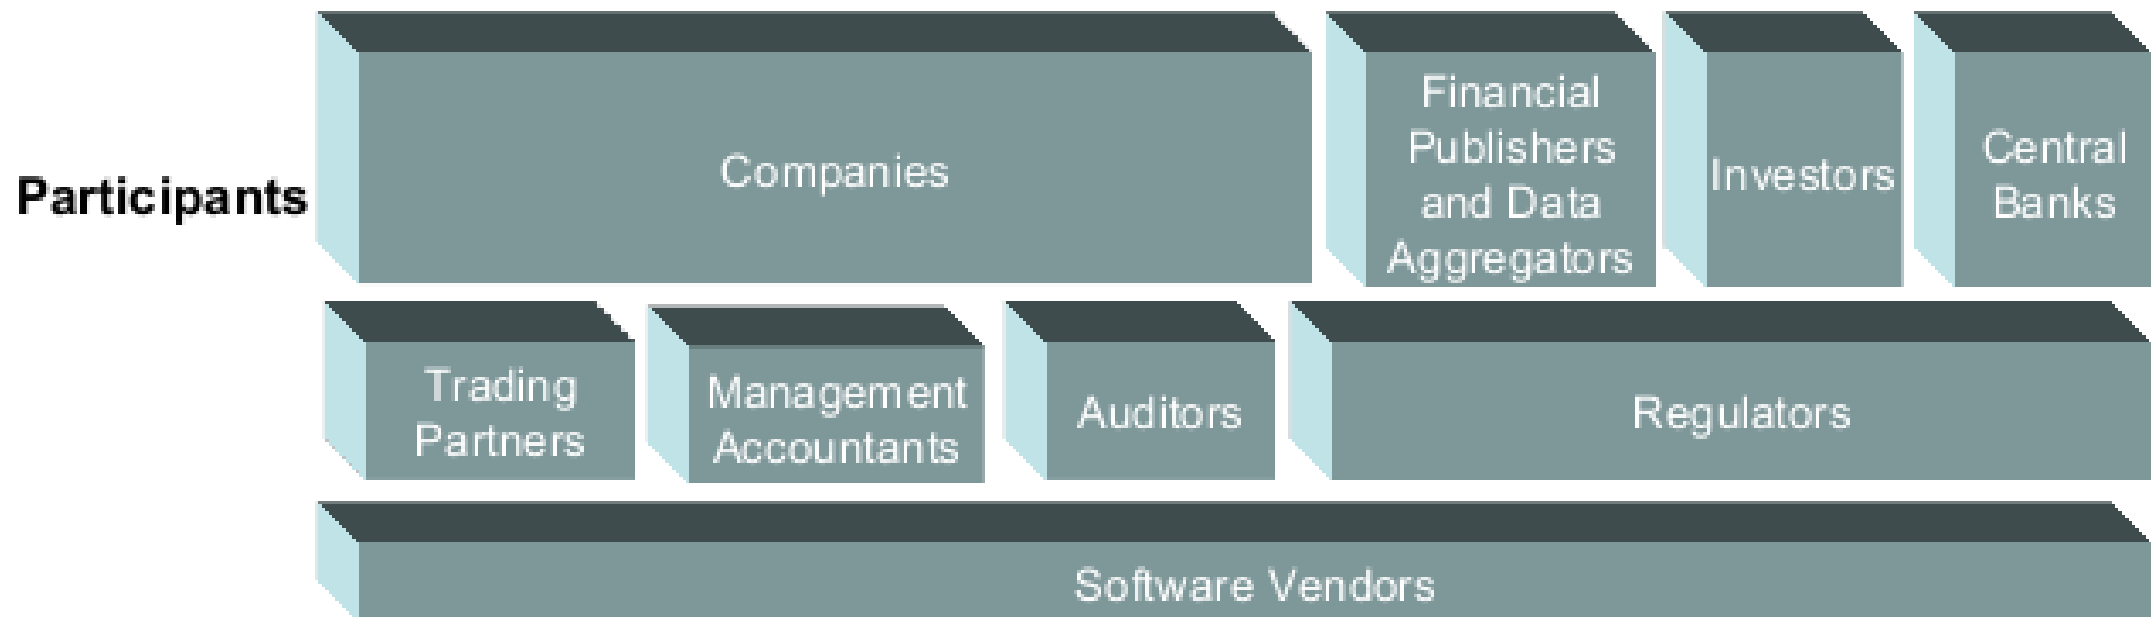 Participants
Companies
Financial
Publishers
and Data
Aggregators
Investors
Central
Banks
Trading
Partners
Management
Accountants
Auditors
Regulators
Software Vendors